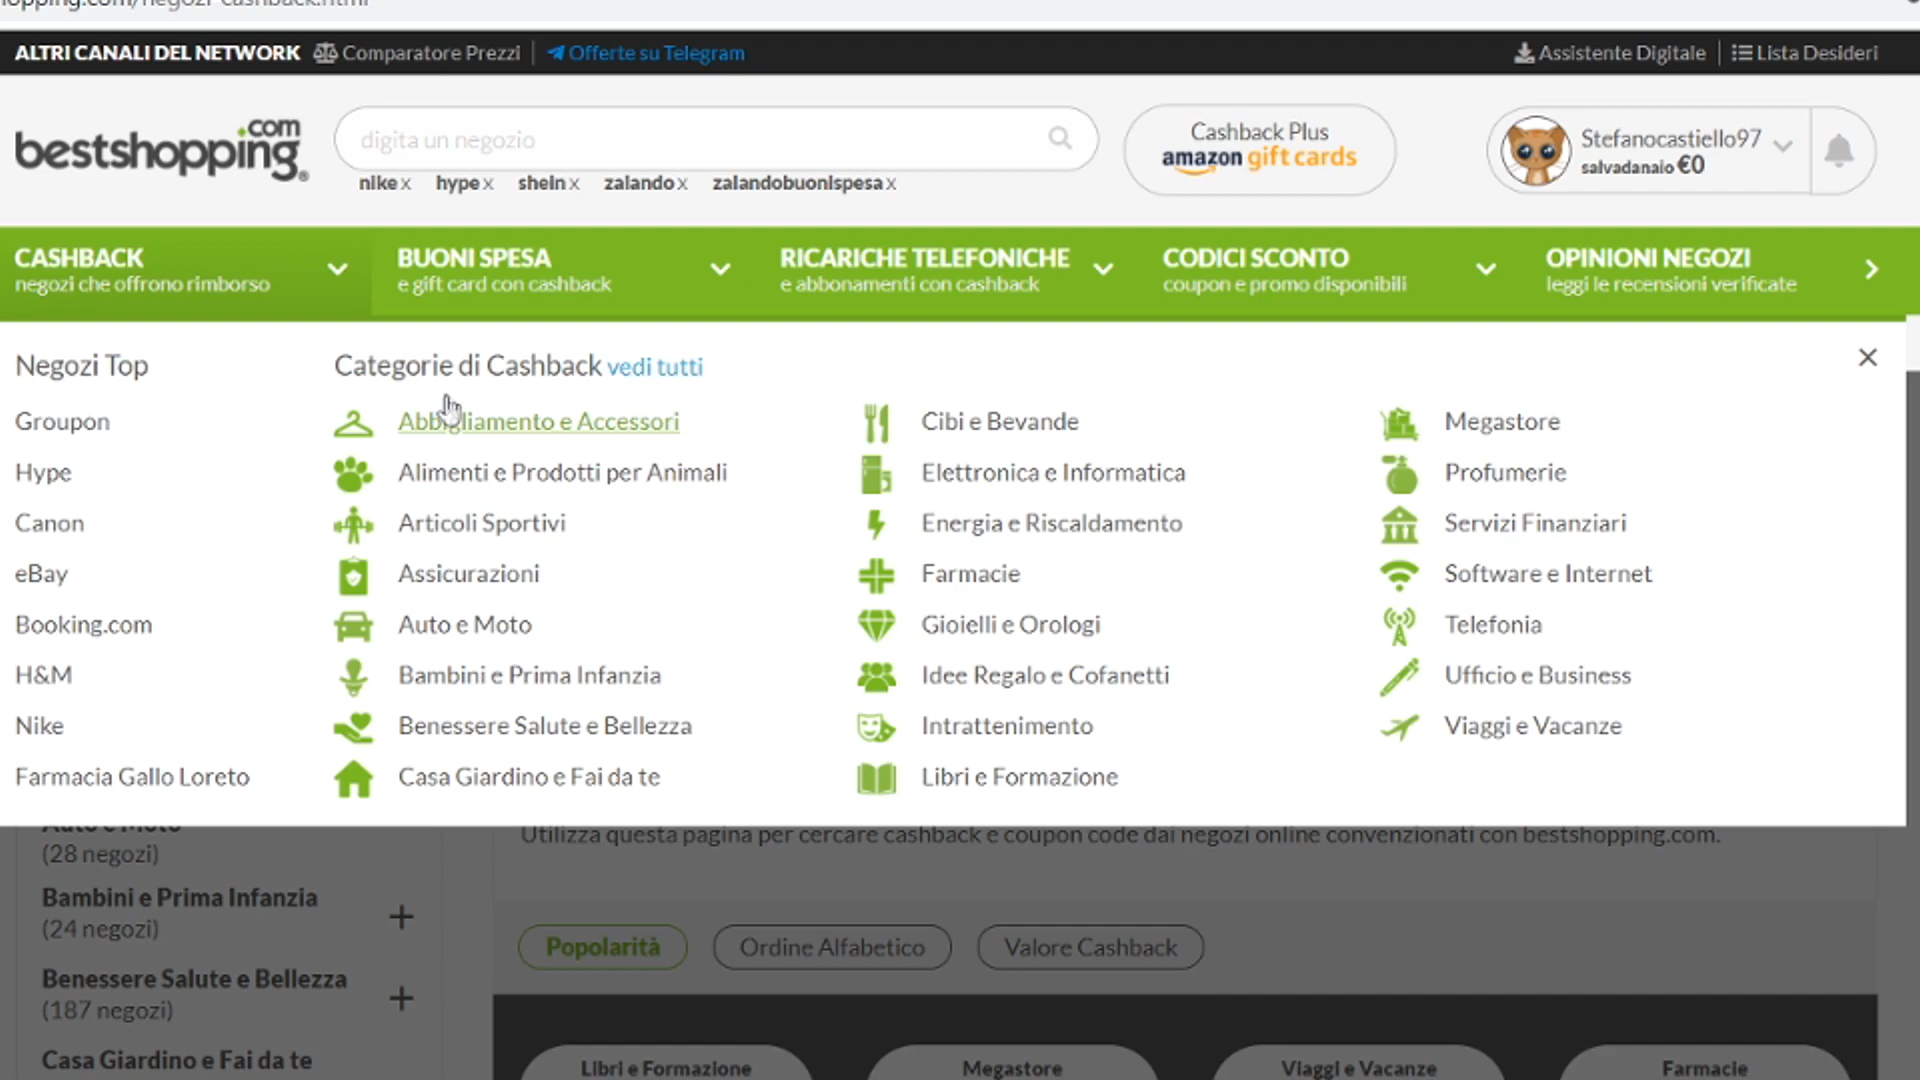 ALTRI CANALI DEL NETWORK Comparatore Prezzi Offerte su Telegram Assistente Digitale Lista Desideri
bestshopping.com®
digita un negozio
nike x hype x shein x zalando x zalandobuonispesa x
Cashback Plus
amazon gift cards
Stefanocastiello97
salvadanaio €0
CASHBACK
negozi che offrono rimborso
BUONI SPESA
e gift card con cashback
RICARICHE TELEFONICHE
e abbonamenti con cashback
CODICI SCONTO
coupon e promo disponibili
OPINIONI NEGOZI
leggi le recensioni verificate
Negozi Top
Groupon
Hype
Canon
eBay
Booking.com
H&M
Nike
Farmacia Gallo Loreto
Categorie di Cashback vedi tutti
Abbigliamento e Accessori
Alimenti e Prodotti per Animali
Articoli Sportivi
Assicurazioni
Auto e Moto
Bambini e Prima Infanzia
Benessere Salute e Bellezza
Casa Giardino e Fai da te
Cibi e Bevande
Elettronica e Informatica
Energia e Riscaldamento
Farmacie
Gioielli e Orologi
Idee Regalo e Cofanetti
Intrattenimento
Libri e Formazione
Megastore
Profumerie
Servizi Finanziari
Software e Internet
Telefonia
Ufficio e Business
Viaggi e Vacanze
Auto e Moto
(28 negozi)
Bambini e Prima Infanzia
(24 negozi)
Benessere Salute e Bellezza
(187 negozi)
Casa Giardino e Fai da te
Utilizza questa pagina per cercare cashback e coupon code dai negozi online convenzionati con bestshopping.com.
Popolarità Ordine Alfabetico Valore Cashback
Libri e Formazione Megastore Viaggi e Vacanze Farmacie